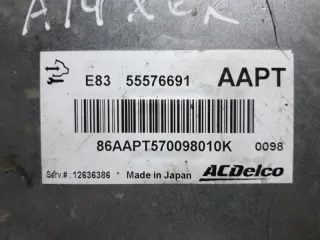 A14XER
E83 55576691 AAPT
86AAPT570098010K 0098
Serv.#: 12636386 Made in Japan ACDelco